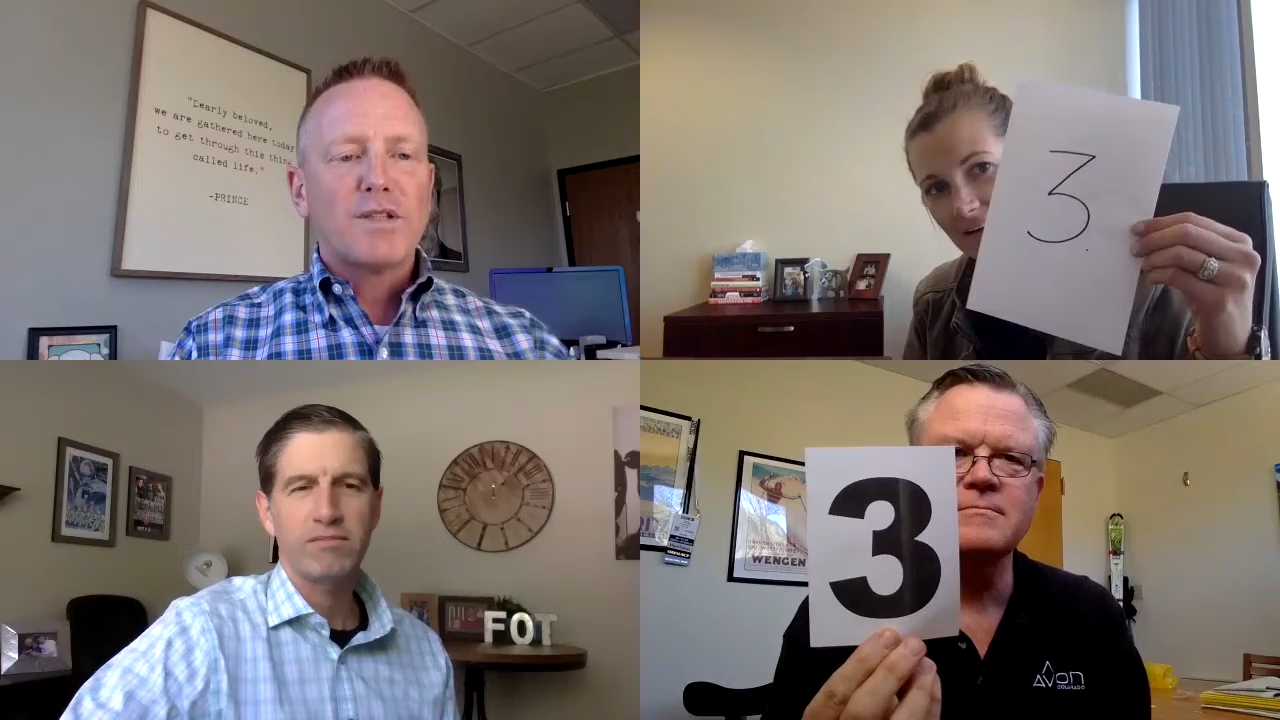 "Dearly beloved,
we are gathered here today
to get through this thing
called life."
-PRINCE
3.
FOT
WENGEN
3
AVON
COLORADO